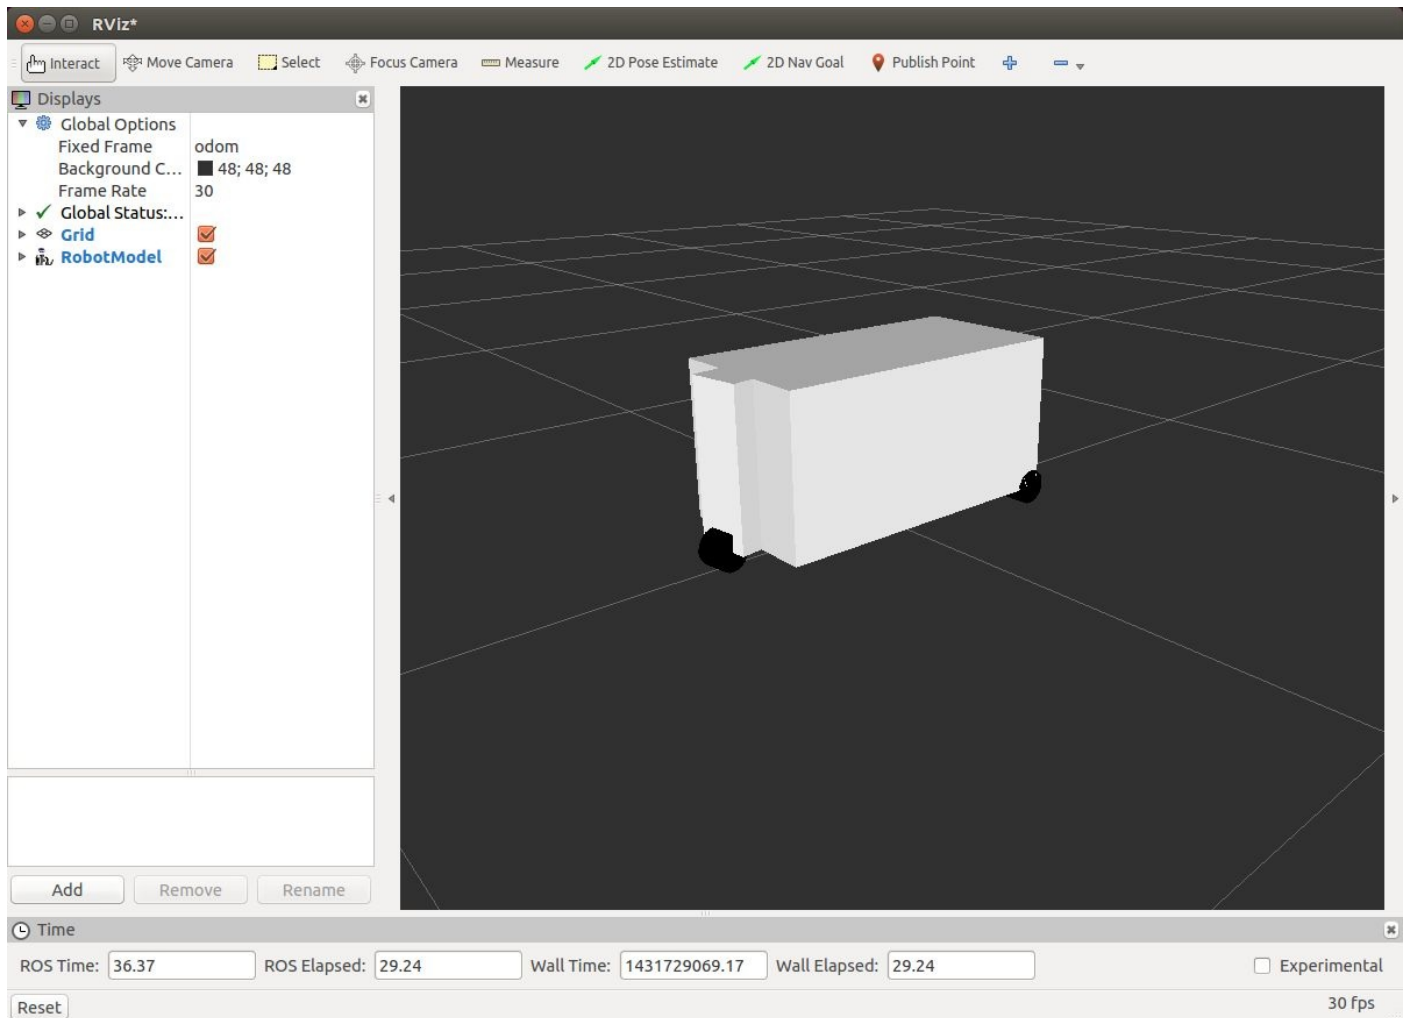 RViz*
Interact Move Camera Select Focus Camera Measure 2D Pose Estimate 2D Nav Goal Publish Point
Displays
Global Options
Fixed Frame odom
Background C... 48; 48; 48
Frame Rate 30
Global Status:...
Grid
RobotModel
Add Remove Rename
Time
ROS Time: 36.37 ROS Elapsed: 29.24 Wall Time: 1431729069.17 Wall Elapsed: 29.24 Experimental
Reset 30 fps